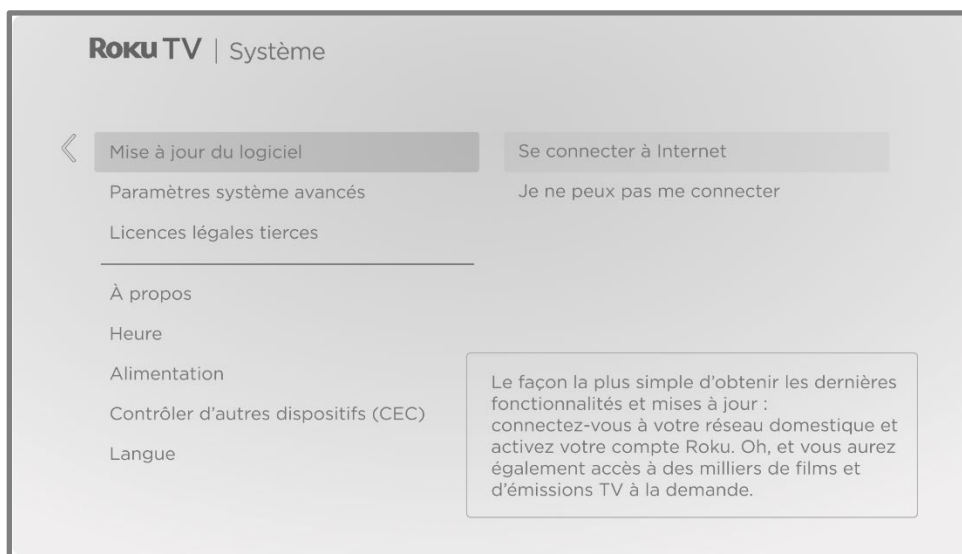 Roku TV | Système
Mise à jour du logiciel
Paramètres système avancés
Licences légales tierces
À propos
Heure
Alimentation
Contrôler d'autres dispositifs (CEC)
Langue
Se connecter à Internet
Je ne peux pas me connecter
Le façon la plus simple d'obtenir les dernières
fonctionnalités et mises à jour :
connectez-vous à votre réseau domestique et
activez votre compte Roku. Oh, et vous aurez
également accès à des milliers de films et
d'émissions TV à la demande.